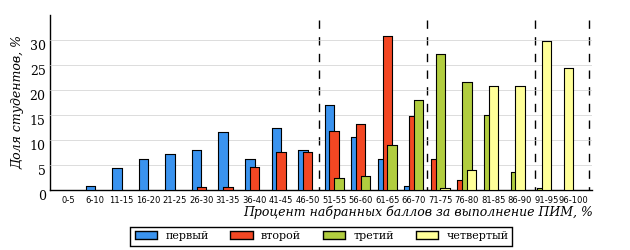 Доля студентов, %
30
25
20
15
10
5
0
0-5 6-10 11-15 16-20 21-25 26-30 31-35 36-40 41-45 46-50 51-55 56-60 61-65 66-70 71-75 76-80 81-85 86-90 91-95 96-100
Процент набранных баллов за выполнение ПИМ, %
первый второй третий четвертый